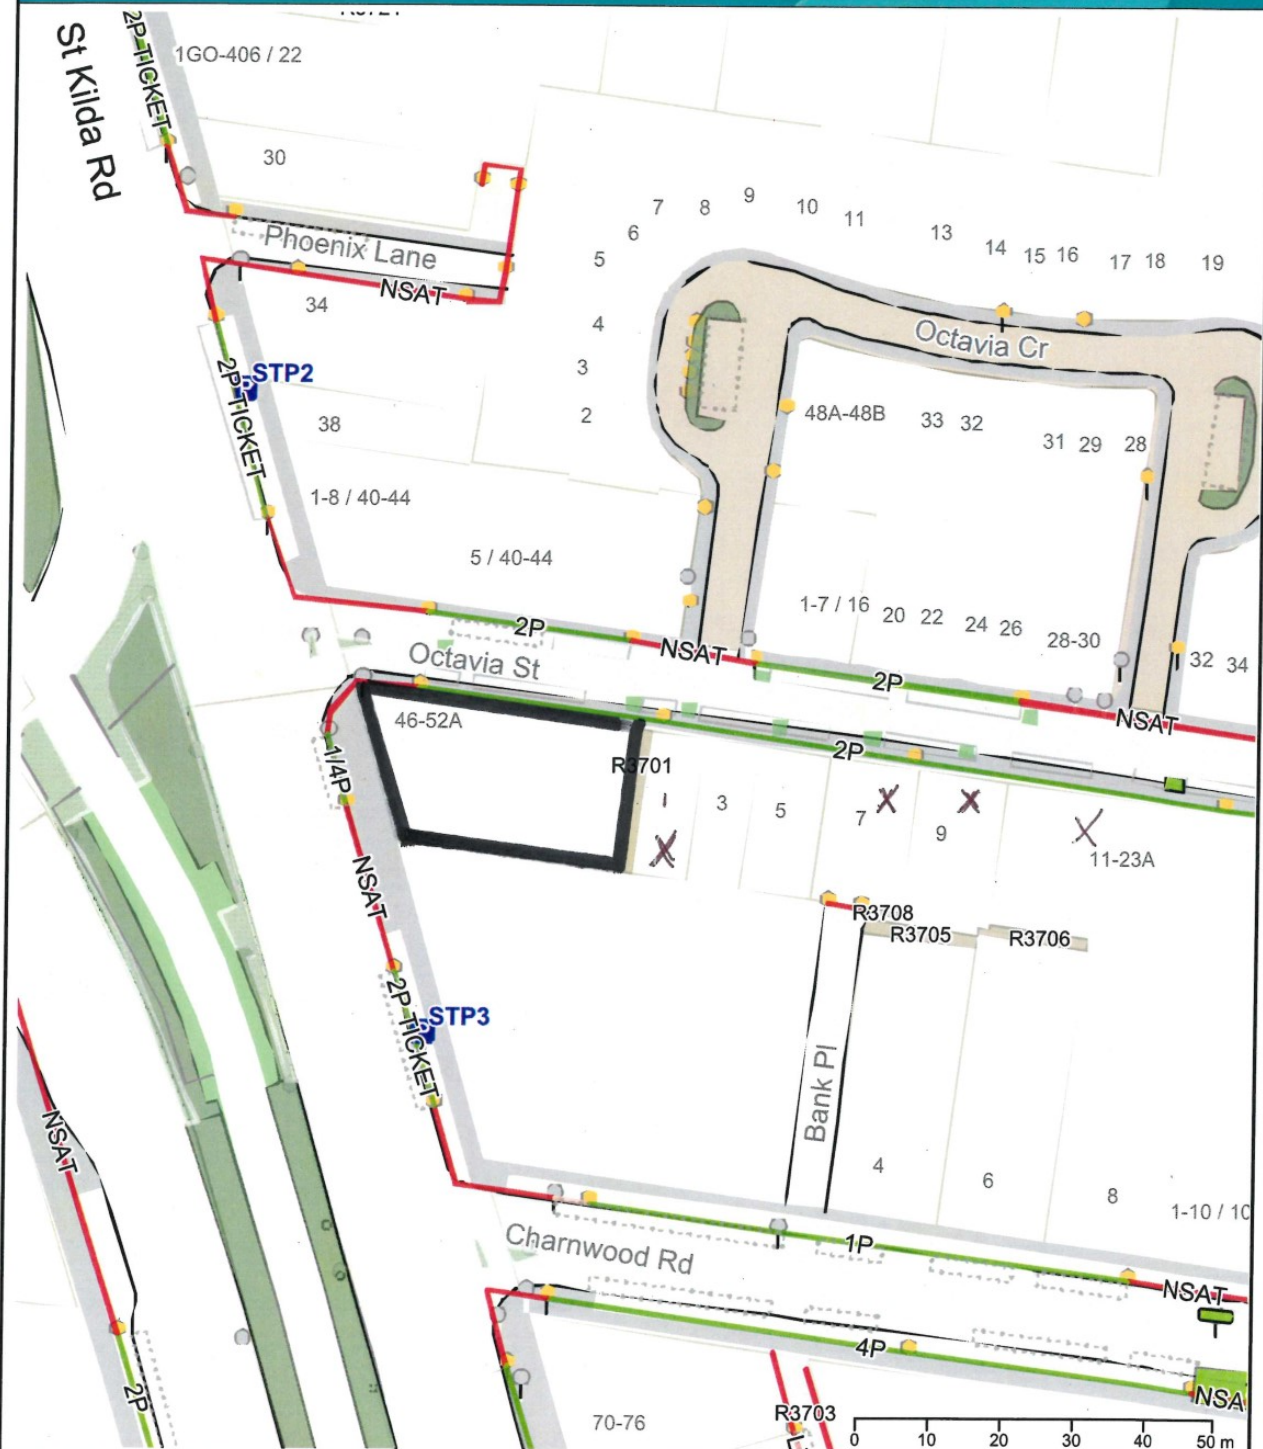 2P TICKET
1GO-406 / 22
St Kilda Rd
30
Phoenix Lane
NSAT
34
STP2
2P TICKET
38
1-8 / 40-44
5 / 40-44
2
3
4
5
6
7
8
9
10
11
13
14
15
16
17
18
19
Octavia Cr
48A-48B
33
32
31
29
28
1-7 / 16
20
22
24
26
28-30
32
34
2P
NSAT
2P
NSAT
Octavia St
46-52A
2P
1/4P
R3701
1
3
5
7
9
11-23A
X
X
X
X
NSAT
R3708
R3705
R3706
2P TICKET
STP3
Bank Pl
4
6
8
1-10 / 10
NSAT
2P
Charnwood Rd
1P
NSAT
4P
NSA
70-76
R3703
0 10 20 30 40 50 m